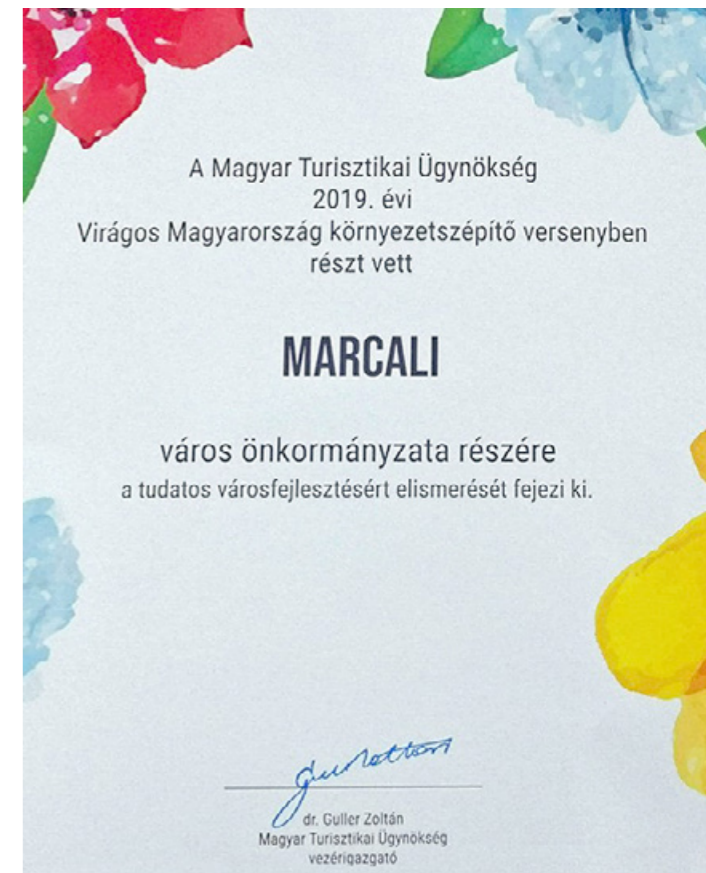 A Magyar Turisztikai Ügynökség
2019. évi
Virágos Magyarország környezetszépítő versenyben
részt vett
MARCALI
város önkormányzata részére
a tudatos városfejlesztésért elismerését fejezi ki.
dr. Guller Zoltán
Magyar Turisztikai Ügynökség
vezérigazgató